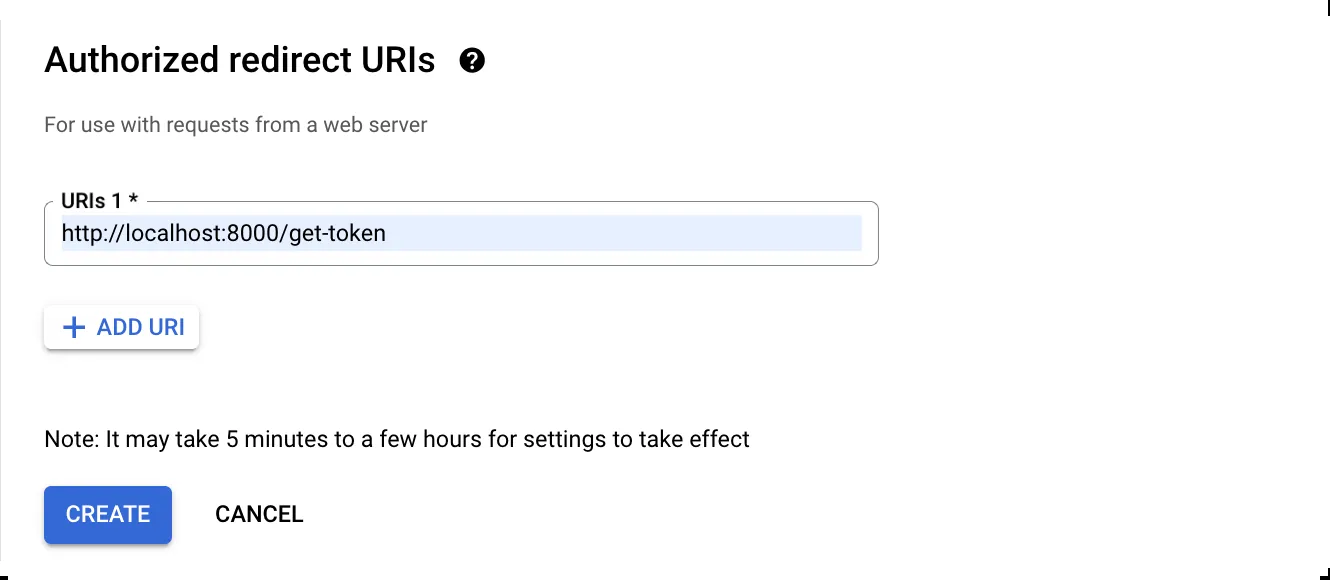 Authorized redirect URIs ?
For use with requests from a web server
URIs 1 *
http://localhost:8000/get-token
+ ADD URI
Note: It may take 5 minutes to a few hours for settings to take effect
CREATE CANCEL